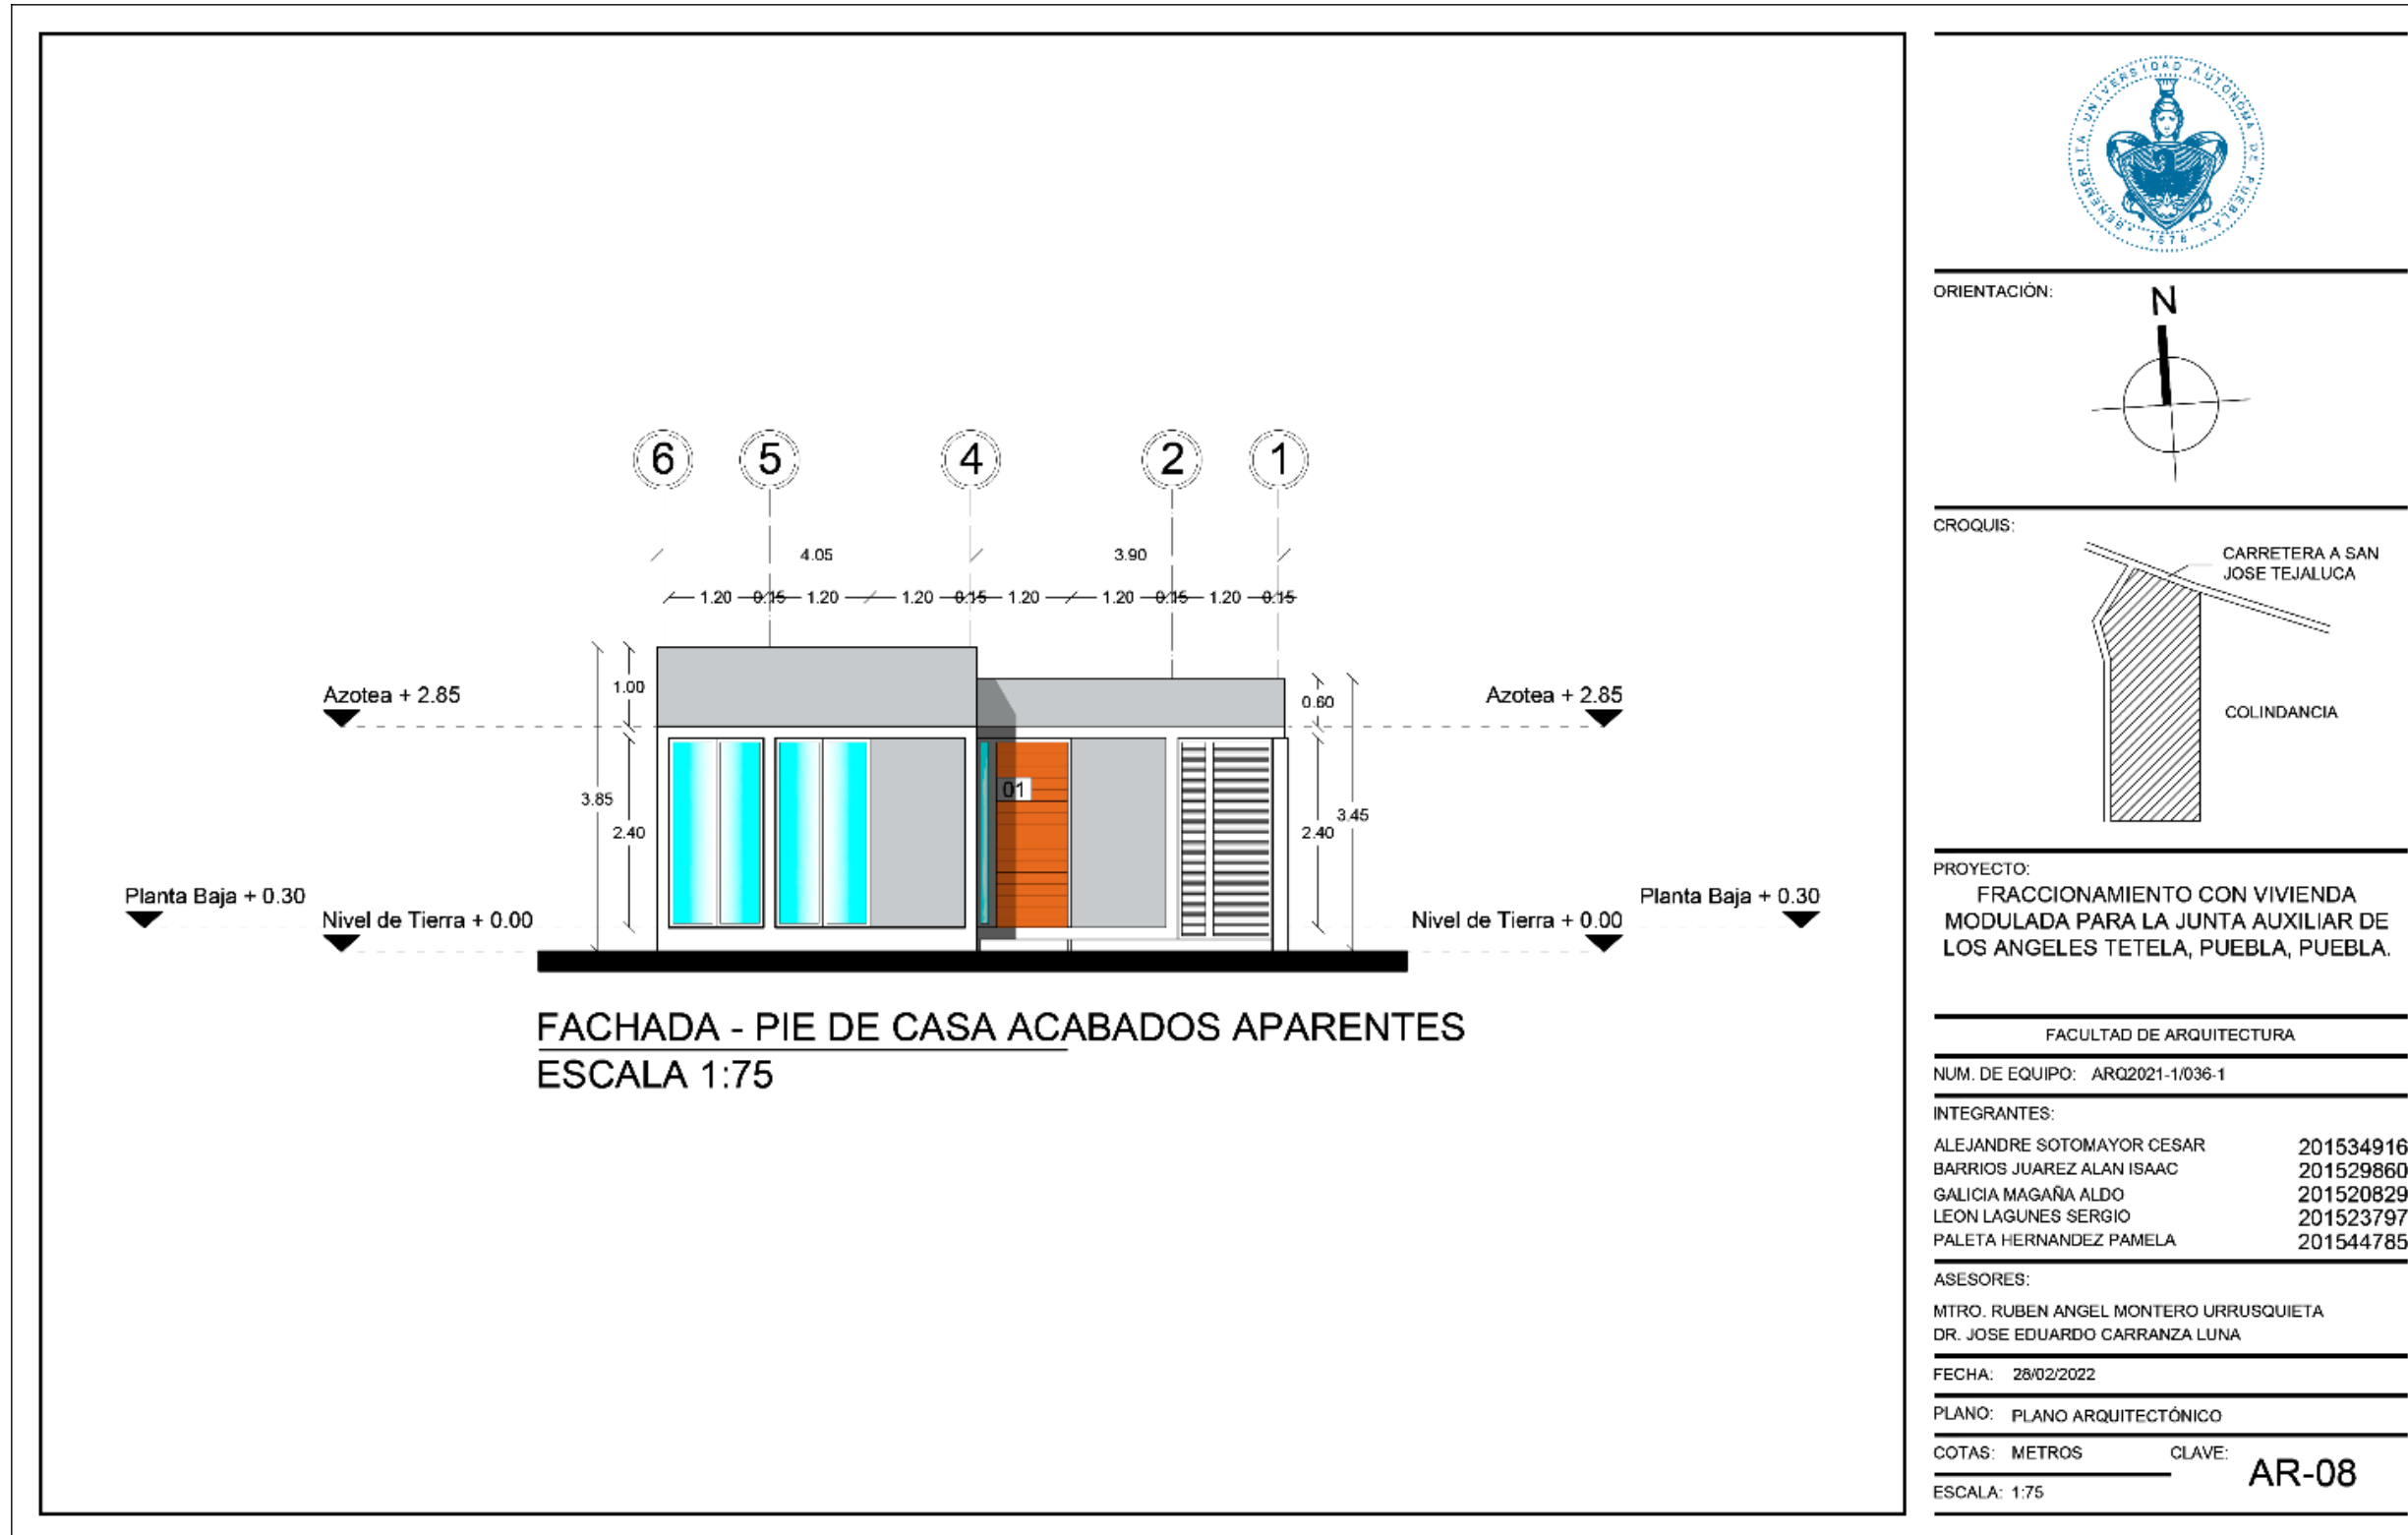 6 5 4 2 1
4.05 3.90
1.20 0.15 1.20 1.20 0.15 1.20 1.20 0.15 1.20 0.15
1.00
0.60
Azotea + 2.85
Azotea + 2.85
01
3.85
2.40
2.40
3.45
Planta Baja + 0.30
Nivel de Tierra + 0.00
Planta Baja + 0.30
Nivel de Tierra + 0.00
FACHADA - PIE DE CASA ACABADOS APARENTES
ESCALA 1:75
BENEMERITA UNIVERSIDAD AUTONOMA DE PUEBLA
1578
ORIENTACIÓN:
N
CROQUIS:
CARRETERA A SAN
JOSE TEJALUCA
COLINDANCIA
PROYECTO:
FRACCIONAMIENTO CON VIVIENDA
MODULADA PARA LA JUNTA AUXILIAR DE
LOS ANGELES TETELA, PUEBLA, PUEBLA.
FACULTAD DE ARQUITECTURA
NUM. DE EQUIPO: ARQ2021-1/036-1
INTEGRANTES:
ALEJANDRE SOTOMAYOR CESAR 201534916
BARRIOS JUAREZ ALAN ISAAC 201529860
GALICIA MAGAÑA ALDO 201520829
LEON LAGUNES SERGIO 201523797
PALETA HERNANDEZ PAMELA 201544785
ASESORES:
MTRO. RUBEN ANGEL MONTERO URRUSQUIETA
DR. JOSE EDUARDO CARRANZA LUNA
FECHA: 28/02/2022
PLANO: PLANO ARQUITECTÓNICO
COTAS: METROS CLAVE: AR-08
ESCALA: 1:75